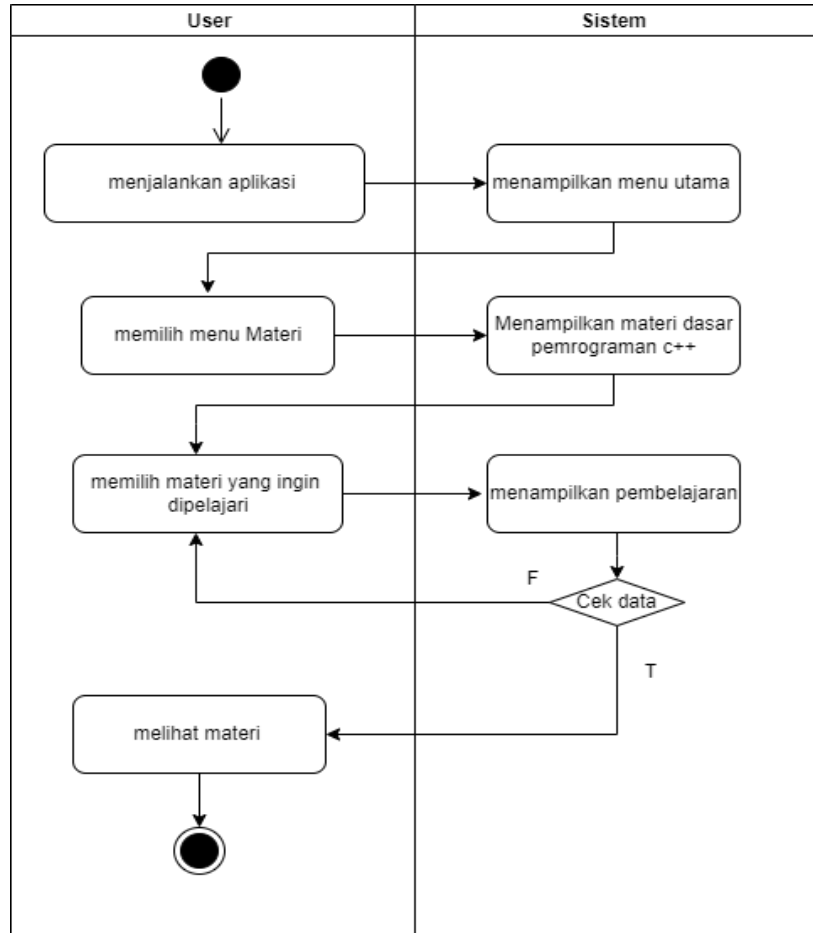 User
Sistem
menjalankan aplikasi
menampilkan menu utama
memilih menu Materi
Menampilkan materi dasar
pemrograman c++
memilih materi yang ingin
dipelajari
menampilkan pembelajaran
F
Cek data
T
melihat materi